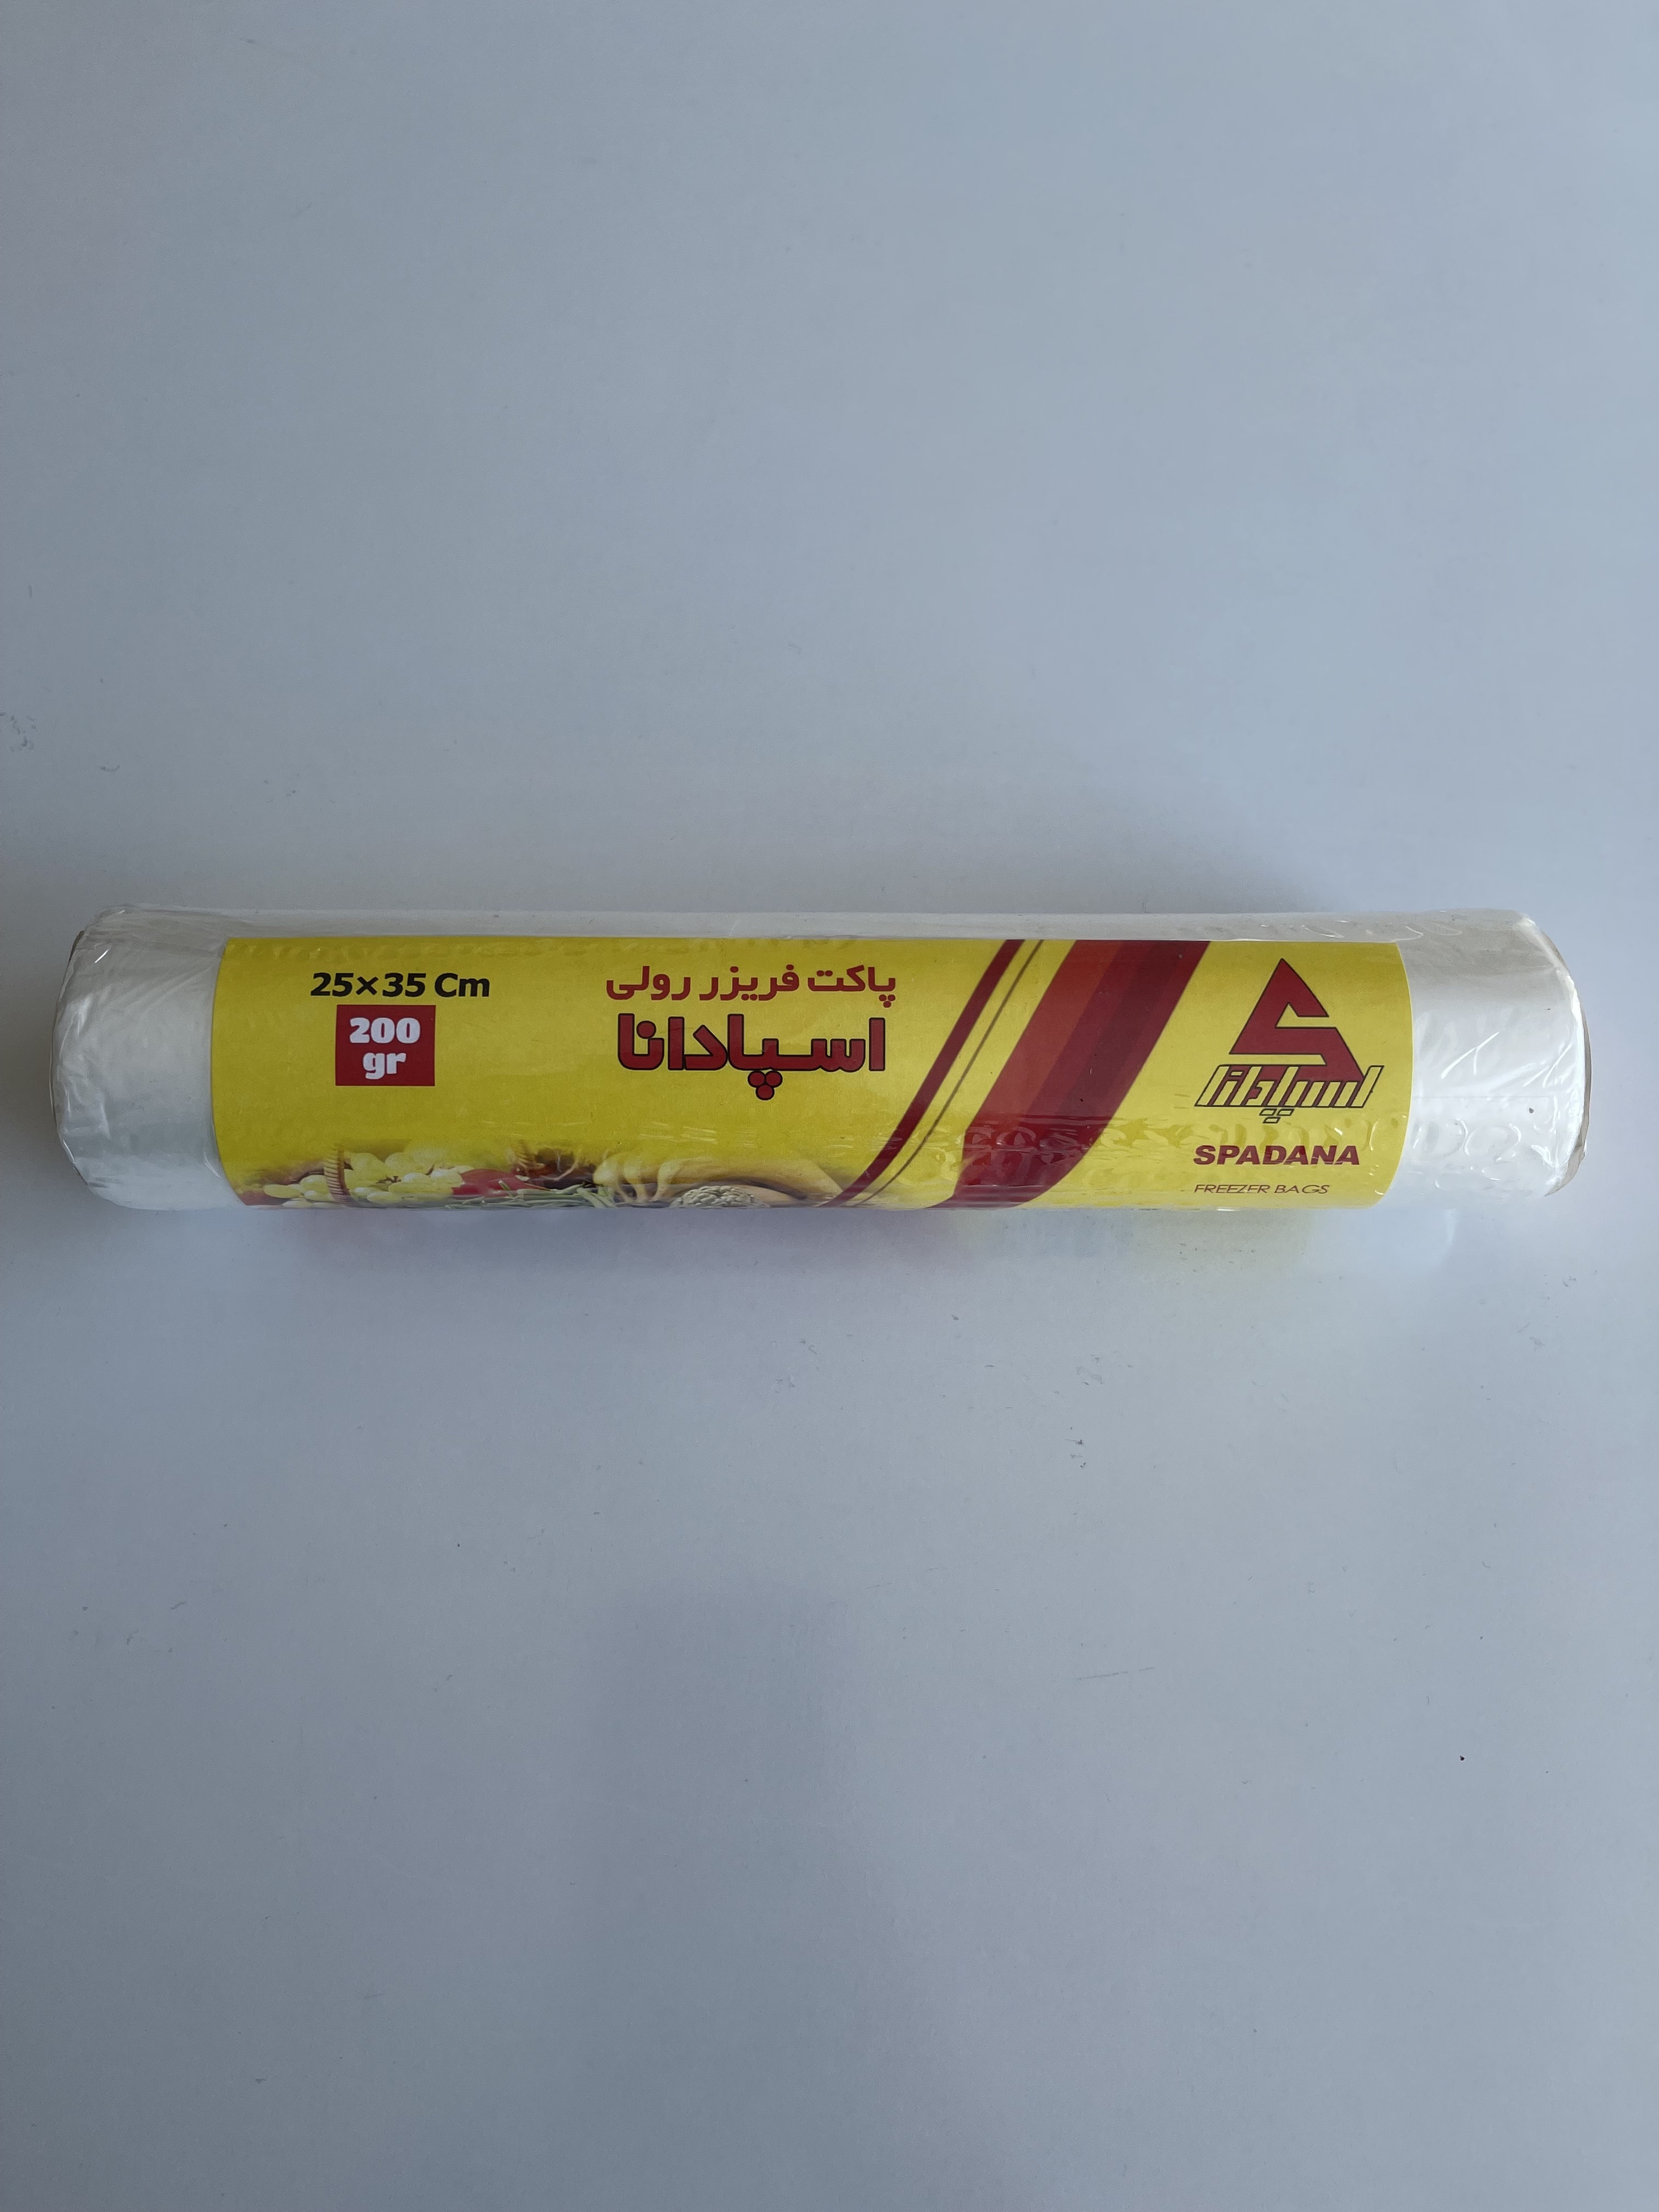 25×35 Cm
200
gr
پاکت فریزر رولی
اسپادانا
اسپادانا
SPADANA
FREEZER BAGS